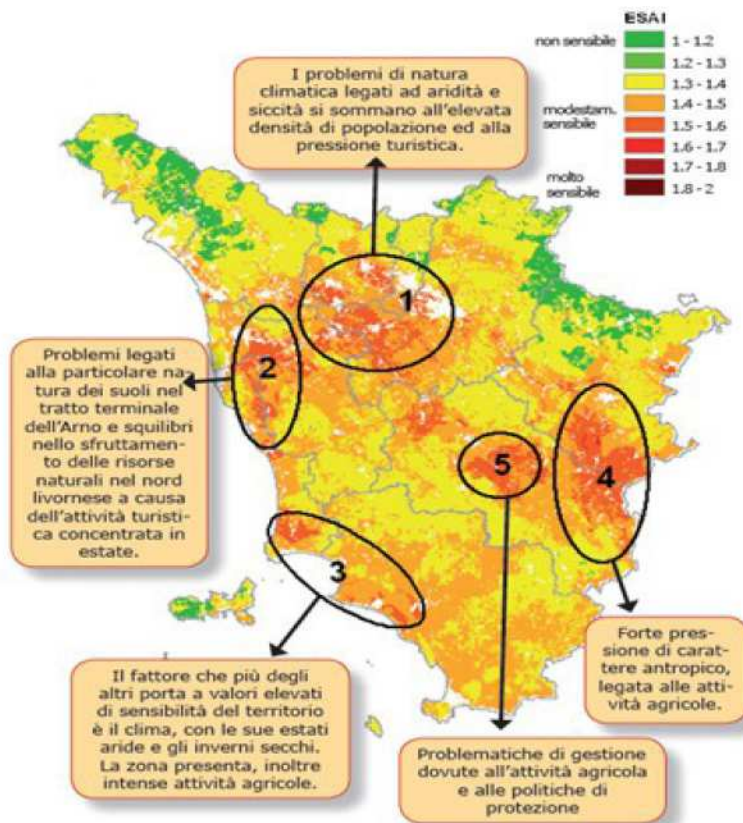 ESAI
non sensibile
1 - 1.2
1.2 - 1.3
1.3 - 1.4
modestam.
sensibile
1.4 - 1.5
1.5 - 1.6
1.6 - 1.7
molto
sensibile
1.7 - 1.8
1.8 - 2
I problemi di natura
climatica legati ad aridità e
siccità si sommano all'elevata
densità di popolazione ed alla
pressione turistica.
1
2
Problemi legati
alla particolare na-
tura dei suoli nel
tratto terminale
dell'Arno e squilibri
nello sfruttamen-
to delle risorse
naturali nel nord
livornese a causa
dell'attività turisti-
ca concentrata in
estate.
5
4
3
Il fattore che più degli
altri porta a valori elevati
di sensibilità del territorio
è il clima, con le sue estati
aride e gli inverni secchi.
La zona presenta, inoltre
intense attività agricole.
Forte pres-
sione di carat-
tere antropico,
legata alle atti-
vità agricole.
Problematiche di gestione
dovute all'attività agricola
e alle politiche di
protezione